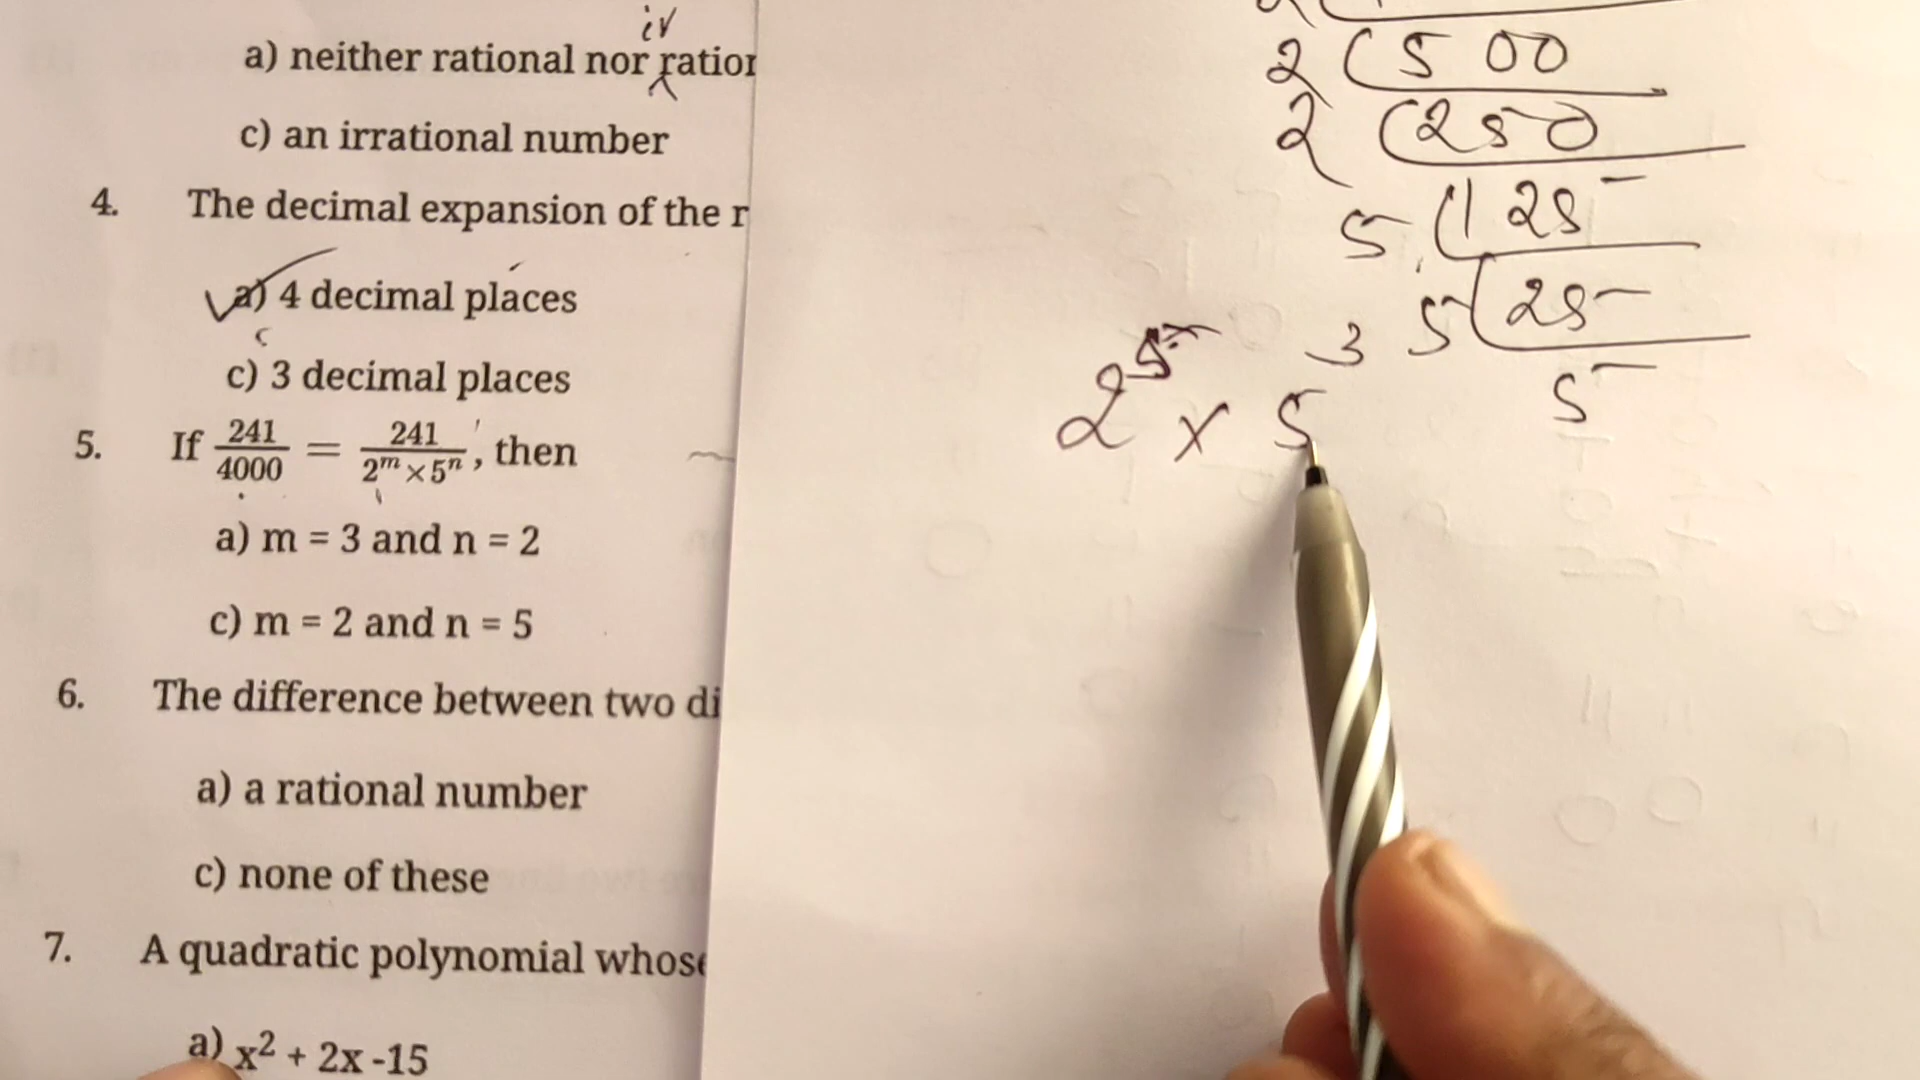 ir
a) neither rational nor ration
c) an irrational number
4. The decimal expansion of the r
a) 4 decimal places
c) 3 decimal places
5. If 241/4000 = 241/2^m × 5^n, then
a) m = 3 and n = 2
c) m = 2 and n = 5
6. The difference between two di
a) a rational number
c) none of these
7. A quadratic polynomial whose
a) x² + 2x -15
2 500
2 250
5 125
5 25
5
2^5 × 5^3